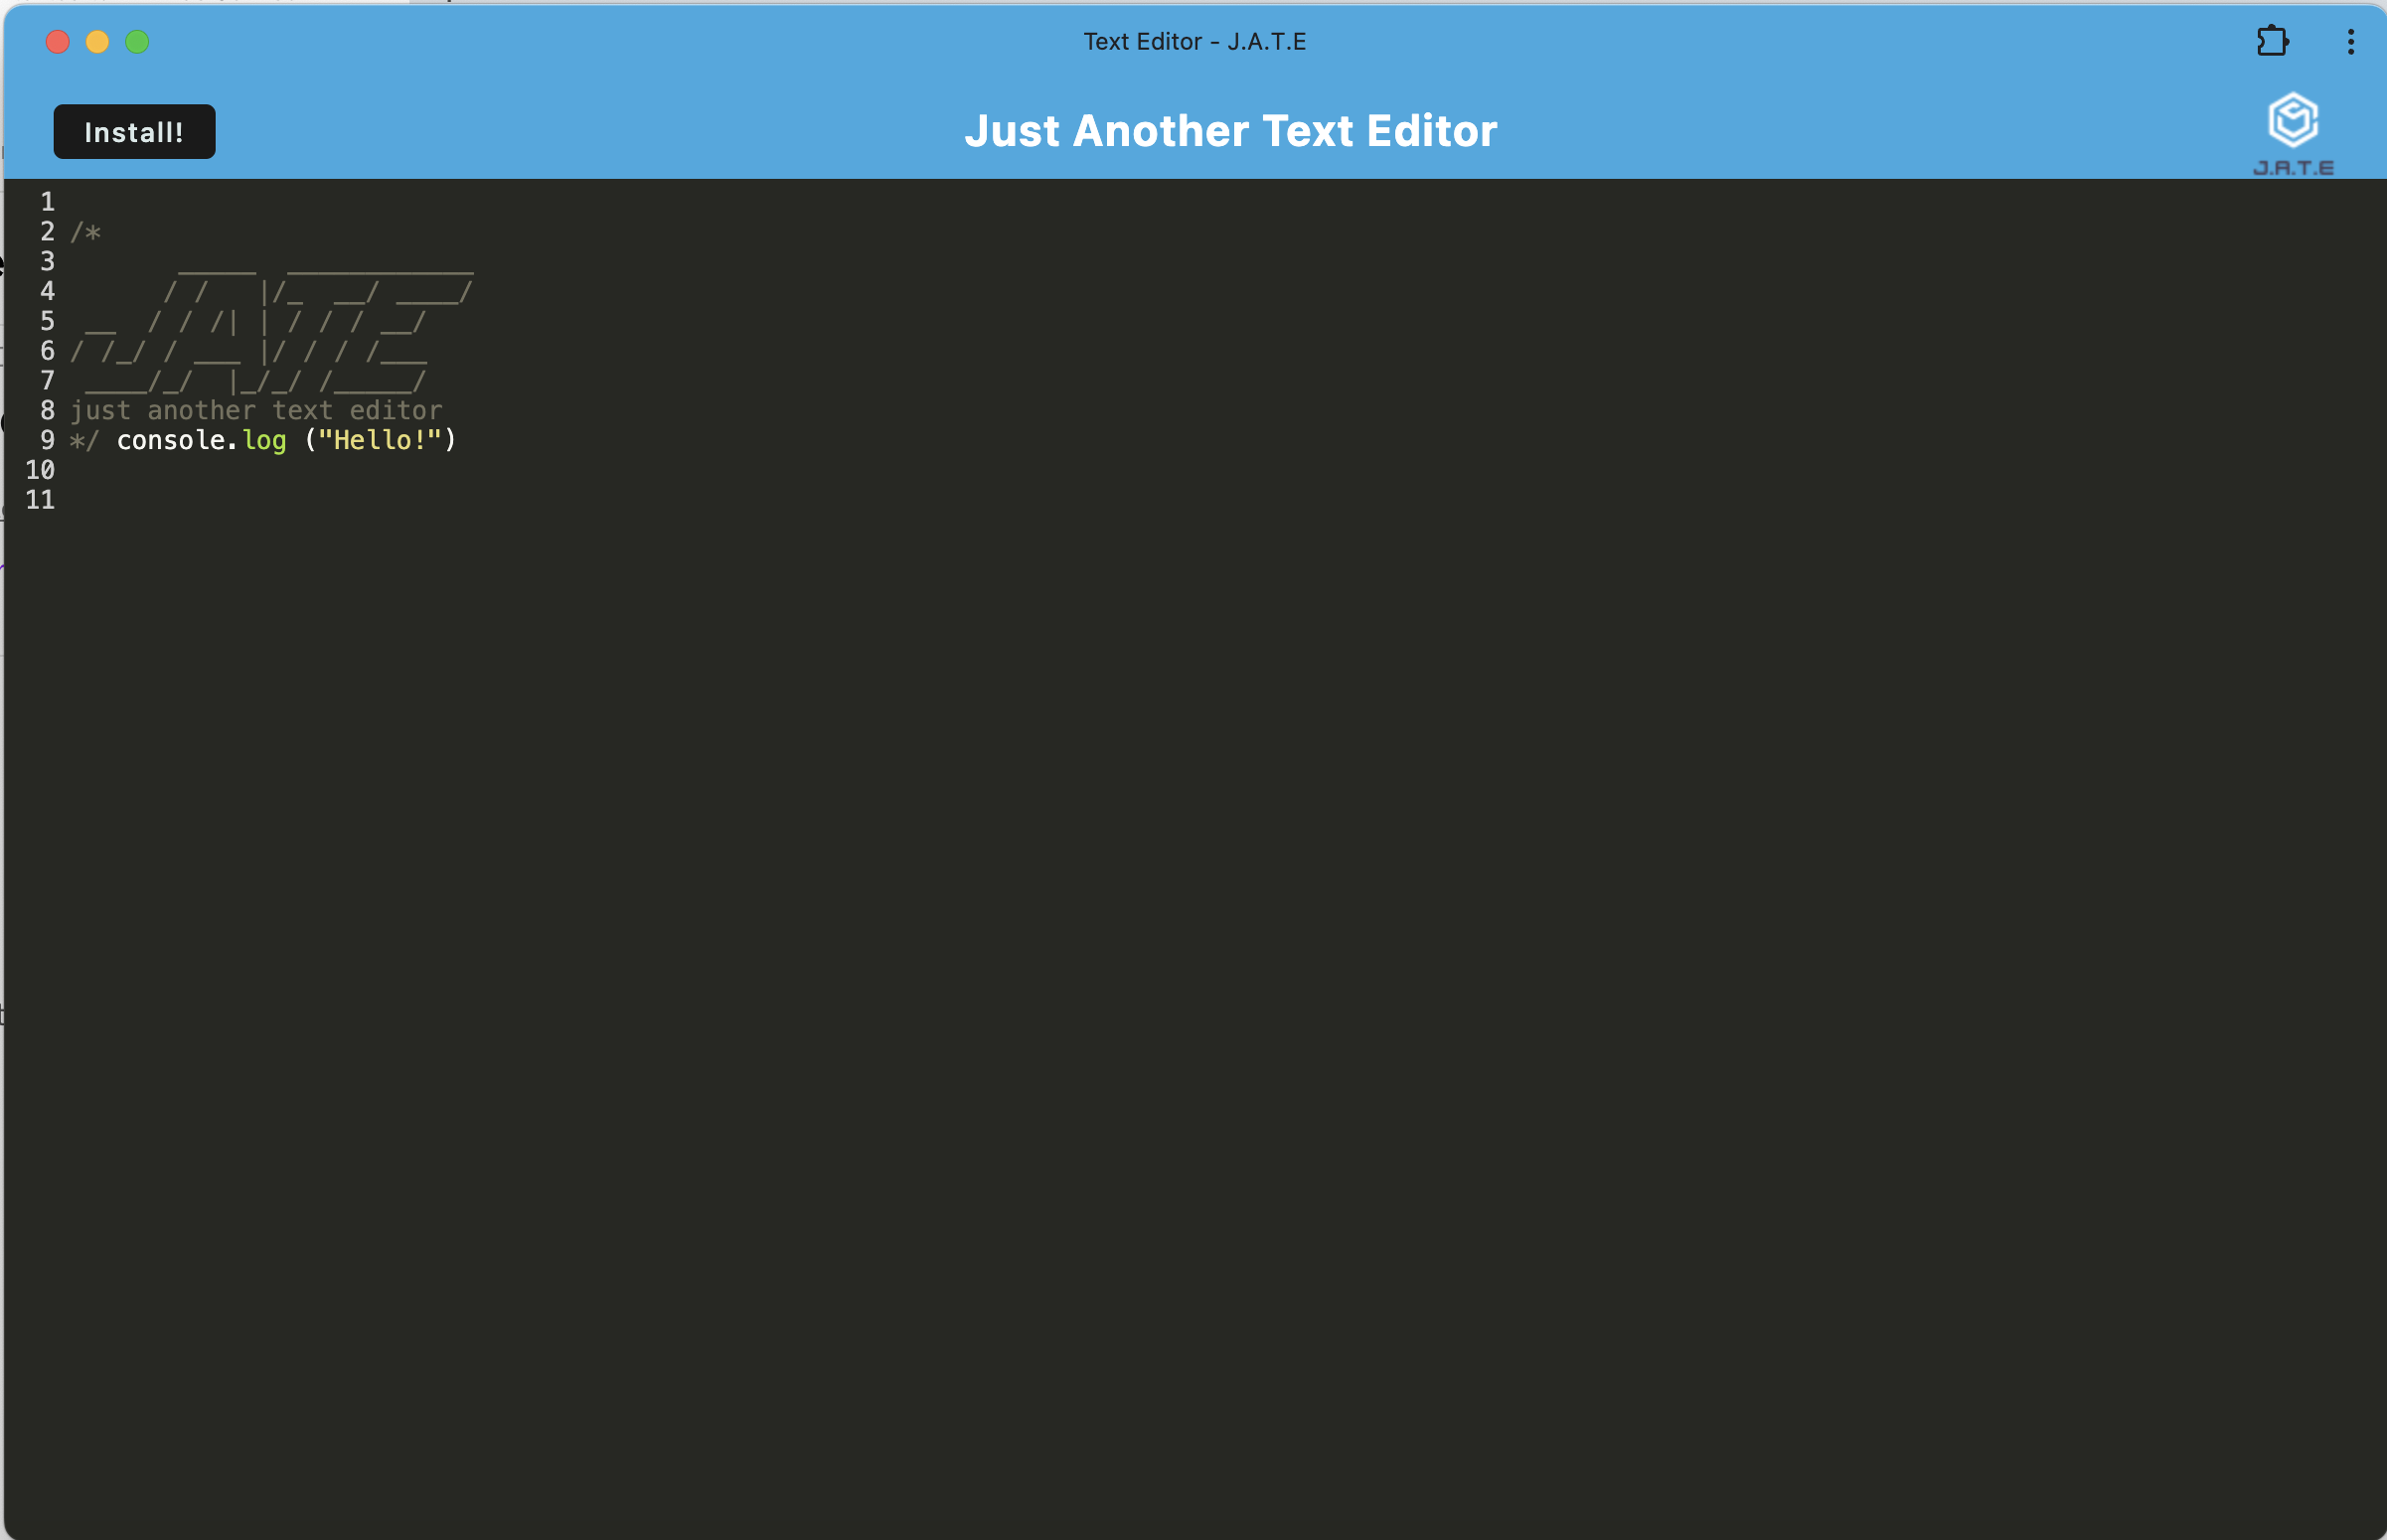 Text Editor - J.A.T.E
Install!
Just Another Text Editor
J.A.T.E
1
2 /*
3        _____  ____________
4       / /   |/_  __/ ____/
5  __  / / /| | / / / __/
6 / /_/ / ___ |/ / / /___
7  ____/_/  |_/_/ /_____/
8 just another text editor
9 */ console.log ("Hello!")
10
11